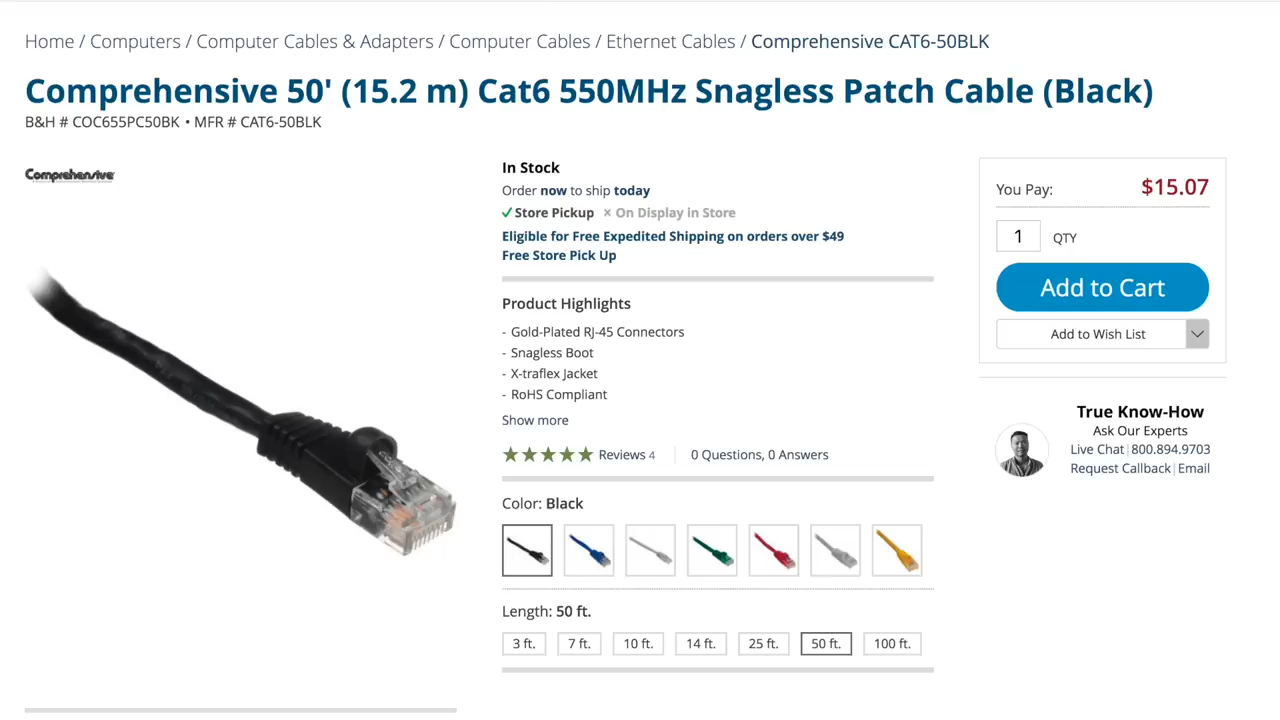 Home / Computers / Computer Cables & Adapters / Computer Cables / Ethernet Cables / Comprehensive CAT6-50BLK
Comprehensive 50' (15.2 m) Cat6 550MHz Snagless Patch Cable (Black)
B&H # COC655PC50BK • MFR # CAT6-50BLK
Comprehensive
In Stock
Order now to ship today
✓ Store Pickup × On Display in Store
Eligible for Free Expedited Shipping on orders over $49
Free Store Pick Up
Product Highlights
- Gold-Plated RJ-45 Connectors
- Snagless Boot
- X-traflex Jacket
- RoHS Compliant
Show more
Reviews 4
0 Questions, 0 Answers
Color: Black
Length: 50 ft.
3 ft.
7 ft.
10 ft.
14 ft.
25 ft.
50 ft.
100 ft.
You Pay: $15.07
1 QTY
Add to Cart
Add to Wish List
True Know-How
Ask Our Experts
Live Chat | 800.894.9703
Request Callback | Email